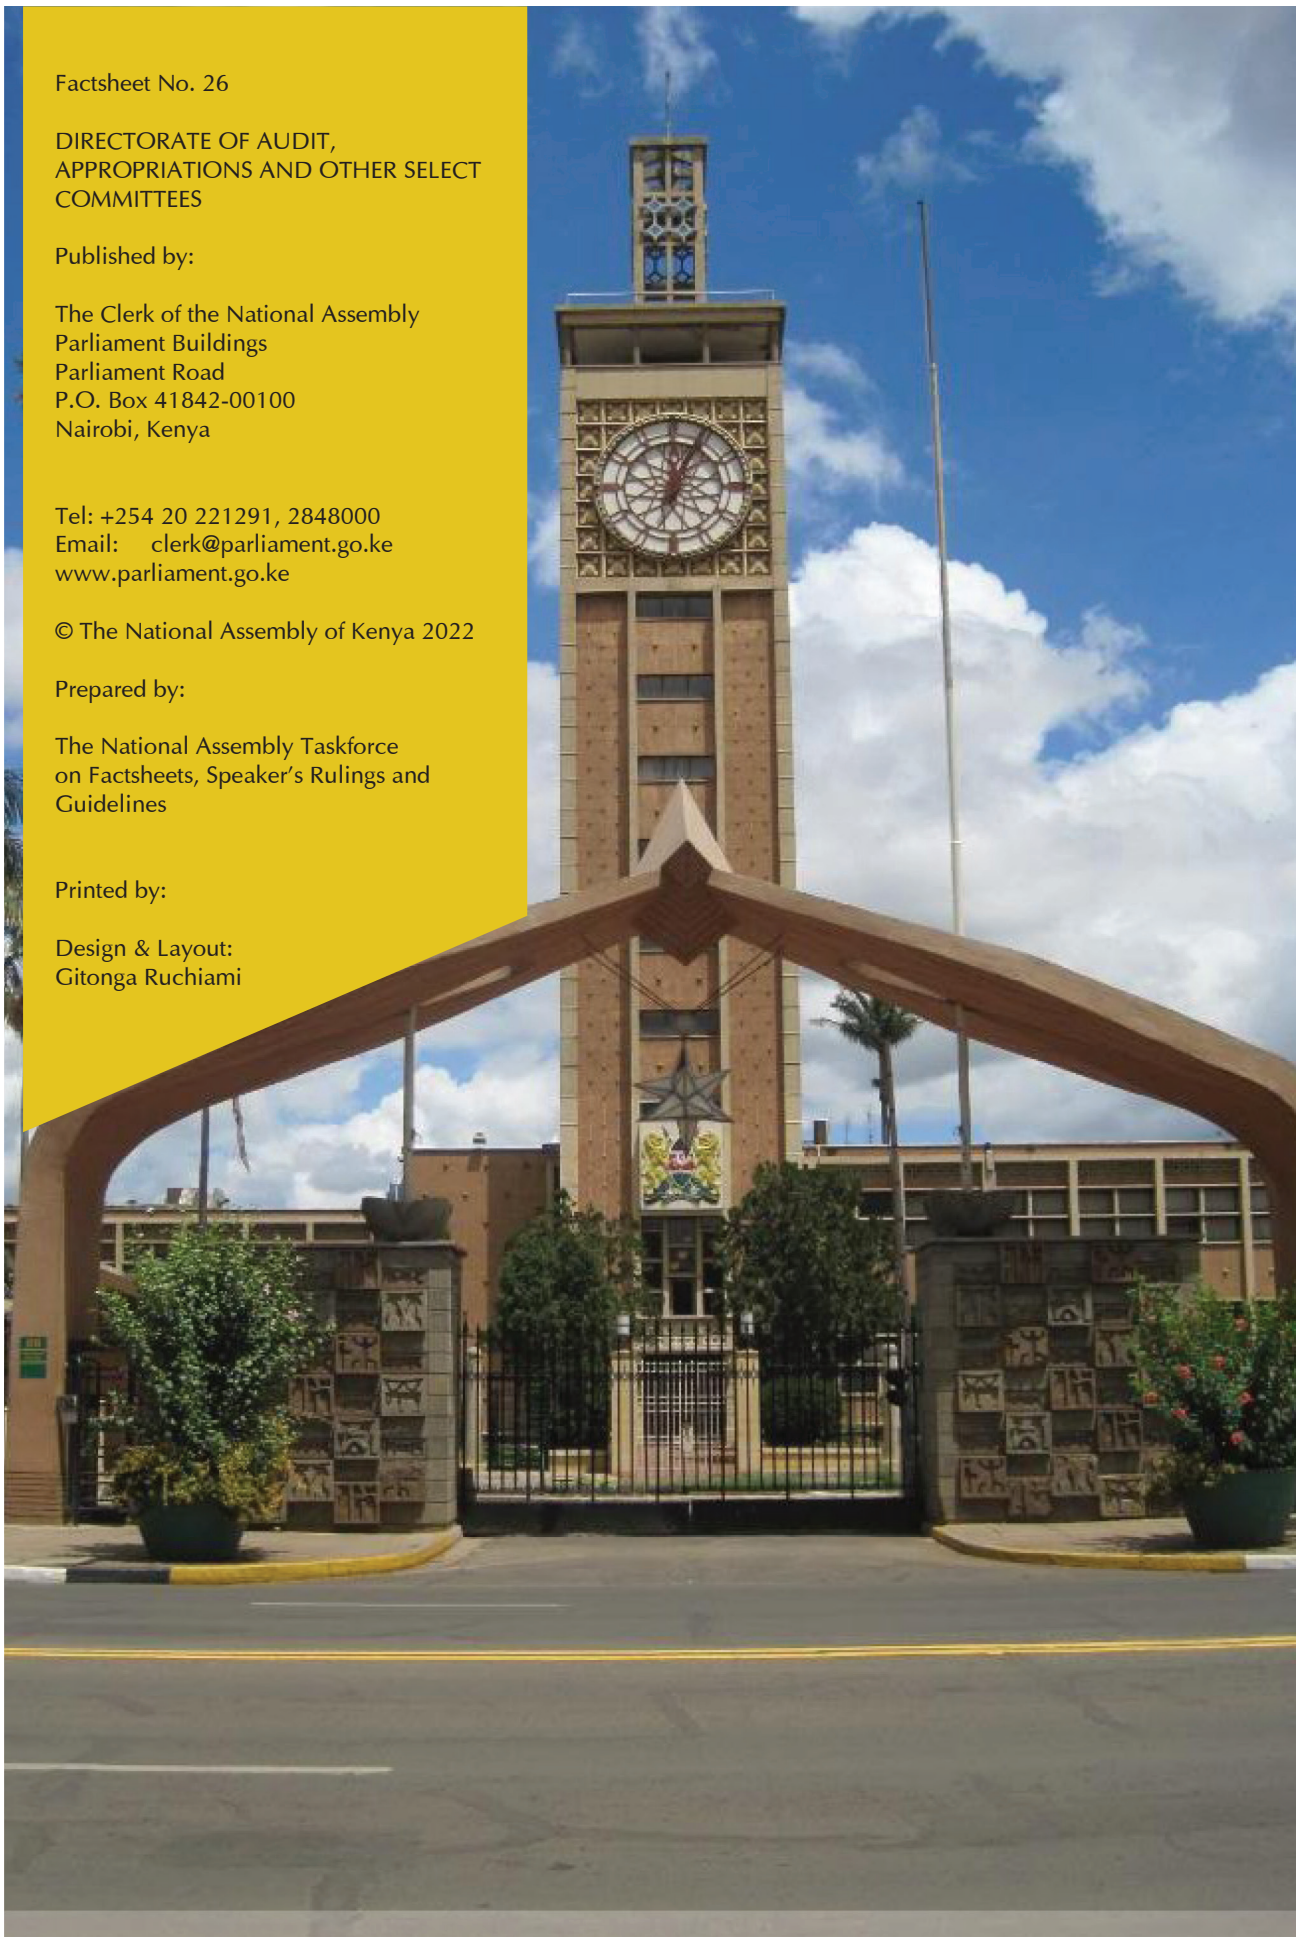 Factsheet No. 26
DIRECTORATE OF AUDIT,
APPROPRIATIONS AND OTHER SELECT
COMMITTEES
Published by:
The Clerk of the National Assembly
Parliament Buildings
Parliament Road
P.O. Box 41842-00100
Nairobi, Kenya
Tel: +254 20 221291, 2848000
Email: clerk@parliament.go.ke
www.parliament.go.ke
© The National Assembly of Kenya 2022
Prepared by:
The National Assembly Taskforce
on Factsheets, Speaker's Rulings and
Guidelines
Printed by:
Design & Layout:
Gitonga Ruchiami